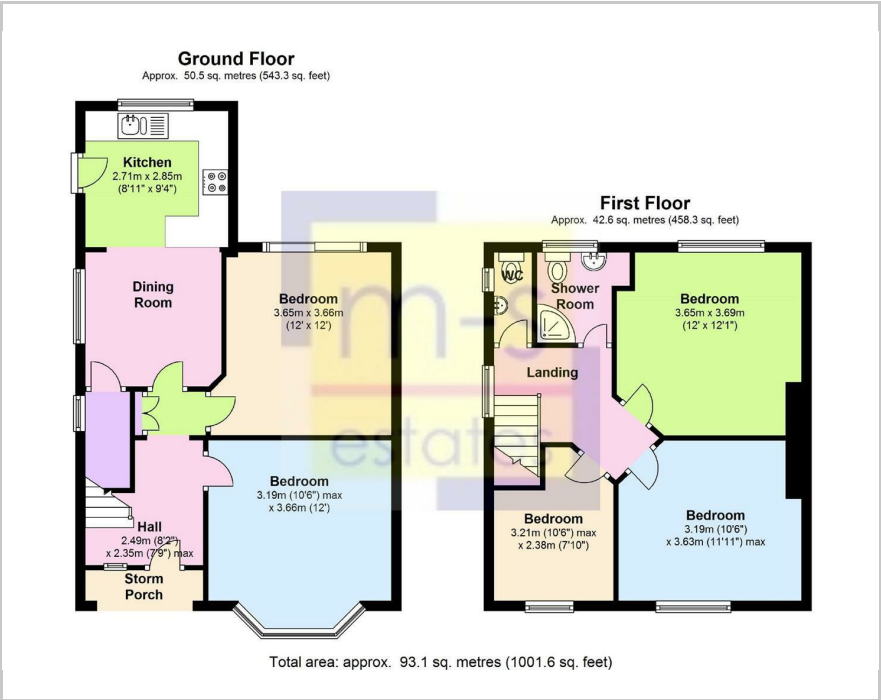 Ground Floor
Approx. 50.5 sq. metres (543.3 sq. feet)
Kitchen
2.71m x 2.85m
(8'11" x 9'4")
Dining
Room
Bedroom
3.65m x 3.66m
(12' x 12')
Bedroom
3.19m (10'6") max
x 3.66m (12')
Hall
2.49m (8'2")
x 2.35m (7'9") max
Storm
Porch
First Floor
Approx. 42.6 sq. metres (458.3 sq. feet)
WC
Shower
Room
Bedroom
3.65m x 3.69m
(12' x 12'1")
Landing
Bedroom
3.21m (10'6") max
x 2.38m (7'10")
Bedroom
3.19m (10'6")
x 3.63m (11'11") max
m-s
estates
Total area: approx. 93.1 sq. metres (1001.6 sq. feet)